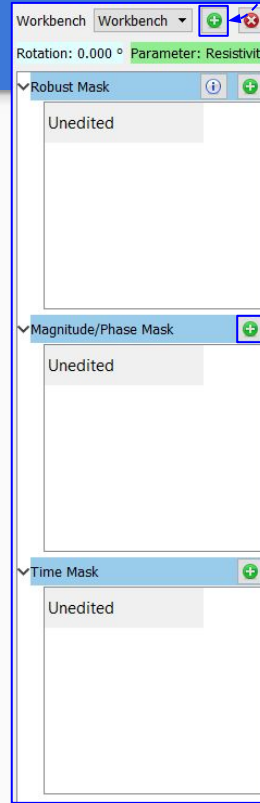 Workbench Workbench
Rotation: 0.000 ° Parameter: Resistivit
Robust Mask
Unedited
Magnitude/Phase Mask
Unedited
Time Mask
Unedited